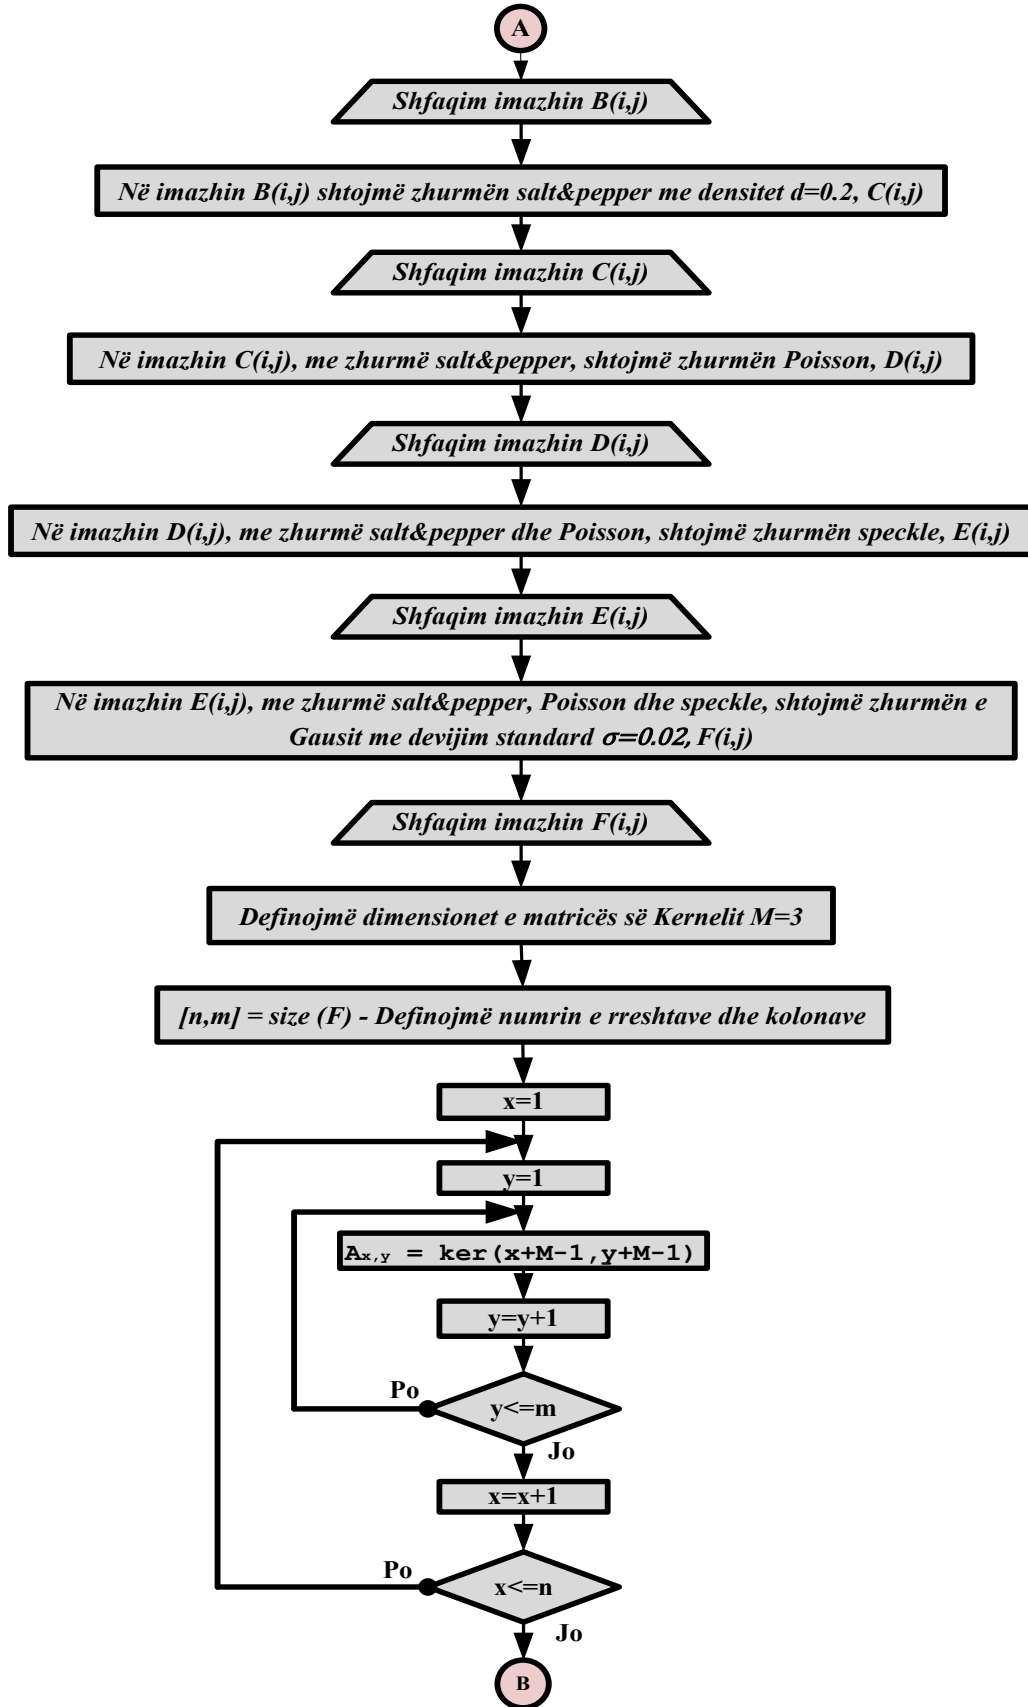 A
Shfaqim imazhin B(i,j)
Në imazhin B(i,j) shtojmë zhurmën salt&pepper me densitet d=0.2, C(i,j)
Shfaqim imazhin C(i,j)
Në imazhin C(i,j), me zhurmë salt&pepper, shtojmë zhurmën Poisson, D(i,j)
Shfaqim imazhin D(i,j)
Në imazhin D(i,j), me zhurmë salt&pepper dhe Poisson, shtojmë zhurmën speckle, E(i,j)
Shfaqim imazhin E(i,j)
Në imazhin E(i,j), me zhurmë salt&pepper, Poisson dhe speckle, shtojmë zhurmën e
Gausit me devijim standard σ=0.02, F(i,j)
Shfaqim imazhin F(i,j)
Definojmë dimensionet e matricës së Kernelit M=3
[n,m] = size (F) - Definojmë numrin e rreshtave dhe kolonave
x=1
y=1
Ax,y = ker(x+M-1,y+M-1)
y=y+1
Po
y<=m
Jo
x=x+1
Po
x<=n
Jo
B